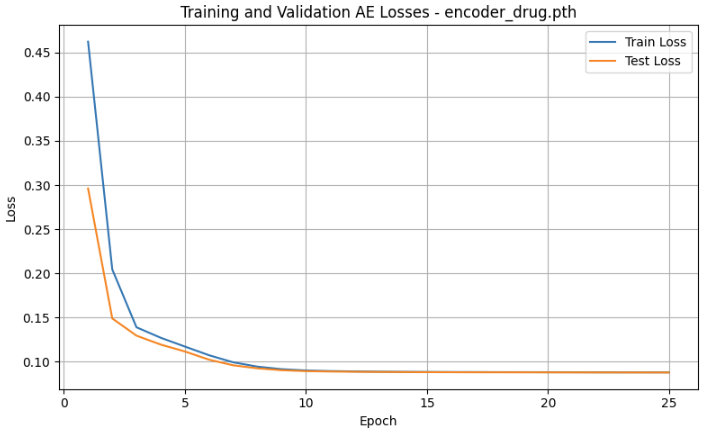 Training and Validation AE Losses - encoder_drug.pth
Train Loss
Test Loss
Loss
0.45
0.40
0.35
0.30
0.25
0.20
0.15
0.10
0
5
10
15
20
25
Epoch